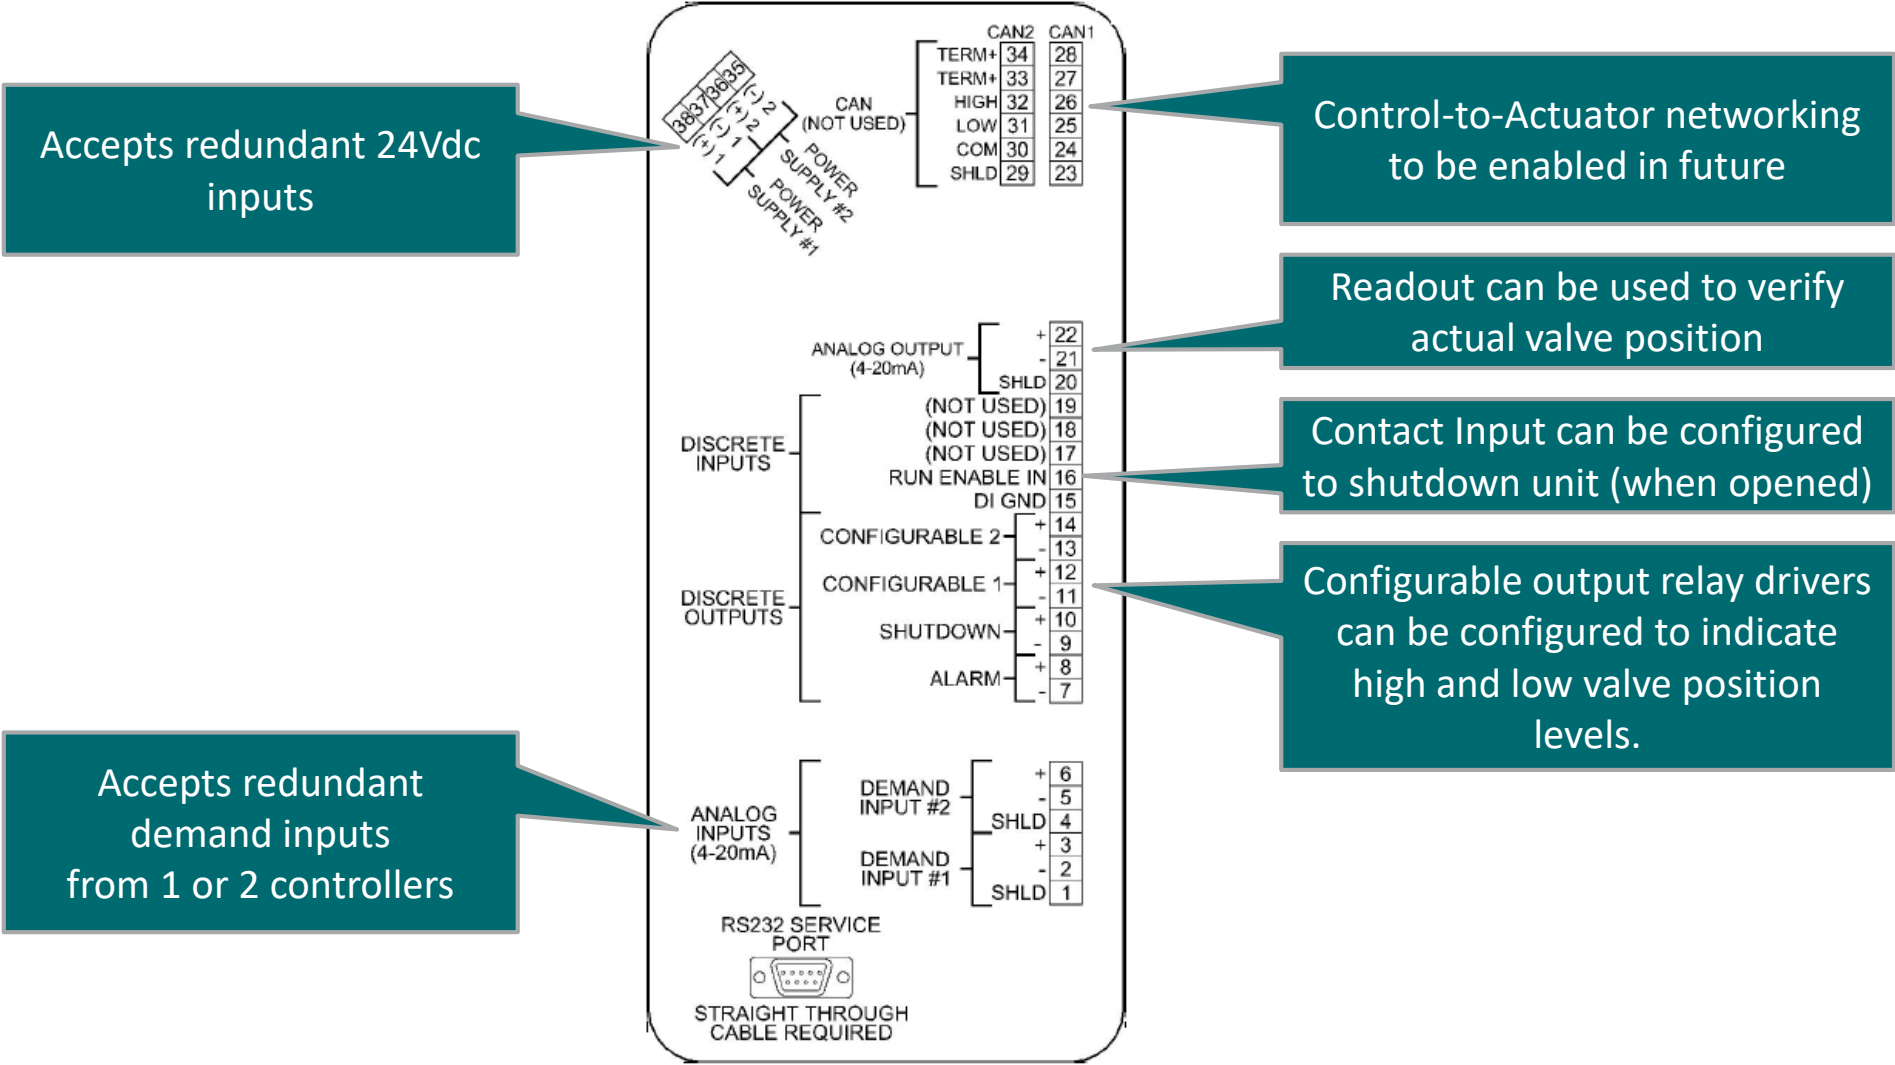 Accepts redundant 24Vdc
inputs
38 37 36 35
(+) 1
(-) 1
(+) 2
(-) 2
POWER
SUPPLY #2
POWER
SUPPLY #1
CAN2 CAN1
CAN
(NOT USED)
TERM+ 34 28
TERM+ 33 27
HIGH 32 26
LOW 31 25
COM 30 24
SHLD 29 23
Control-to-Actuator networking
to be enabled in future
ANALOG OUTPUT
(4-20mA)
+ 22
- 21
SHLD 20
Readout can be used to verify
actual valve position
DISCRETE
INPUTS
(NOT USED) 19
(NOT USED) 18
(NOT USED) 17
RUN ENABLE IN 16
DI GND 15
Contact Input can be configured
to shutdown unit (when opened)
DISCRETE
OUTPUTS
CONFIGURABLE 2
+ 14
- 13
CONFIGURABLE 1
+ 12
- 11
SHUTDOWN
+ 10
- 9
ALARM
+ 8
- 7
Configurable output relay drivers
can be configured to indicate
high and low valve position
levels.
Accepts redundant
demand inputs
from 1 or 2 controllers
ANALOG
INPUTS
(4-20mA)
DEMAND
INPUT #2
+ 6
- 5
SHLD 4
DEMAND
INPUT #1
+ 3
- 2
SHLD 1
RS232 SERVICE
PORT
STRAIGHT THROUGH
CABLE REQUIRED